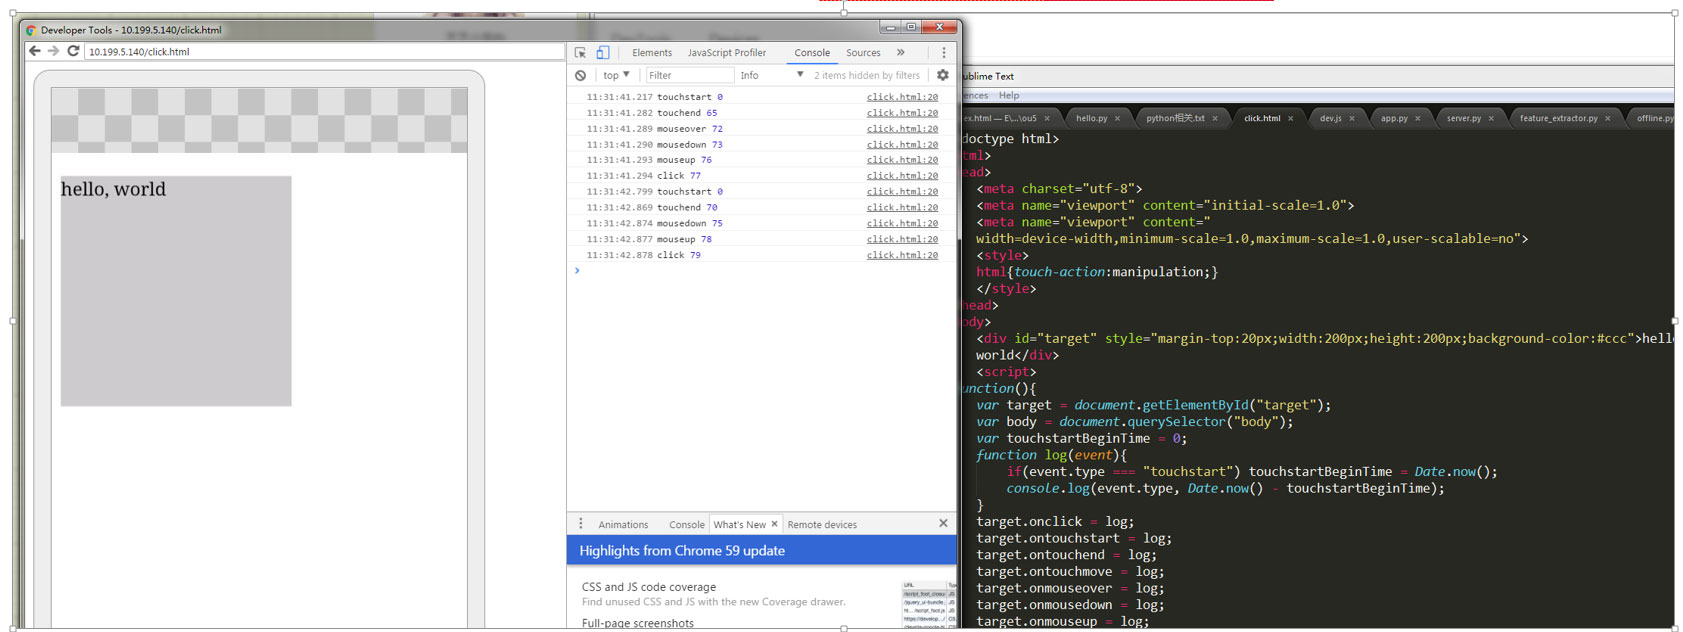 Developer Tools - 10.199.5.140/click.html
10.199.5.140/click.html
hello, world
Elements JavaScript Profiler Console Sources »
top ▼ Filter Info ▼ 2 items hidden by filters
11:31:41.217 touchstart 0 click.html:20
11:31:41.282 touchend 65 click.html:20
11:31:41.289 mouseover 72 click.html:20
11:31:41.290 mousedown 73 click.html:20
11:31:41.293 mouseup 76 click.html:20
11:31:41.294 click 77 click.html:20
11:31:42.799 touchstart 0 click.html:20
11:31:42.869 touchend 70 click.html:20
11:31:42.874 mousedown 75 click.html:20
11:31:42.877 mouseup 78 click.html:20
11:31:42.878 click 79 click.html:20
>
Animations Console What's New × Remote devices
Highlights from Chrome 59 update
CSS and JS code coverage
Find unused CSS and JS with the new Coverage drawer.
Full-page screenshots
ublime Text
ences Help
ex.html — E\...\ou5 × hello.py × python相关.txt × click.html × dev.js × app.py × server.py × feature_extractor.py × offline.py
doctype html>
tml>
ead>
<meta charset="utf-8">
<meta name="viewport" content="initial-scale=1.0">
<meta name="viewport" content="
width=device-width,minimum-scale=1.0,maximum-scale=1.0,user-scalable=no">
<style>
html{touch-action:manipulation;}
</style>
head>
ody>
<div id="target" style="margin-top:20px;width:200px;height:200px;background-color:#ccc">hell
world</div>
<script>
unction(){
var target = document.getElementById("target");
var body = document.querySelector("body");
var touchstartBeginTime = 0;
function log(event){
if(event.type === "touchstart") touchstartBeginTime = Date.now();
console.log(event.type, Date.now() - touchstartBeginTime);
}
target.onclick = log;
target.ontouchstart = log;
target.ontouchend = log;
target.ontouchmove = log;
target.onmouseover = log;
target.onmousedown = log;
target.onmouseup = log;